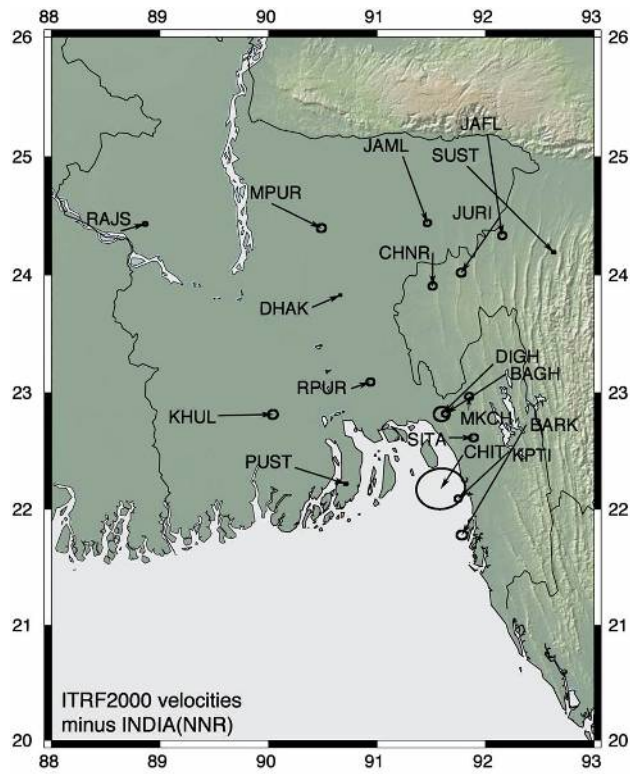 88 89 90 91 92 93
26 26
JAFL
25 JAML SUST 25
MPUR
RAJS JURI
CHNR
24 24
DHAK
DIGH
RPUR BAGH
23 23
KHUL MKCH BARK
SITA CHIT KPTI
PUST
22 22
21 21
ITRF2000 velocities
minus INDIA(NNR)
20 20
88 89 90 91 92 93